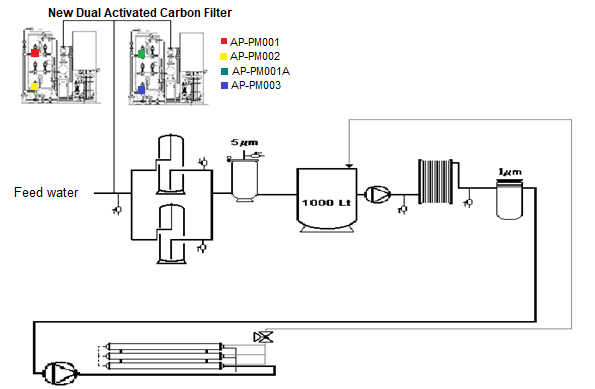 New Dual Activated Carbon Filter
AP-PM001
AP-PM002
AP-PM001A
AP-PM003
5µm
1µm
1000 Lt
Feed water